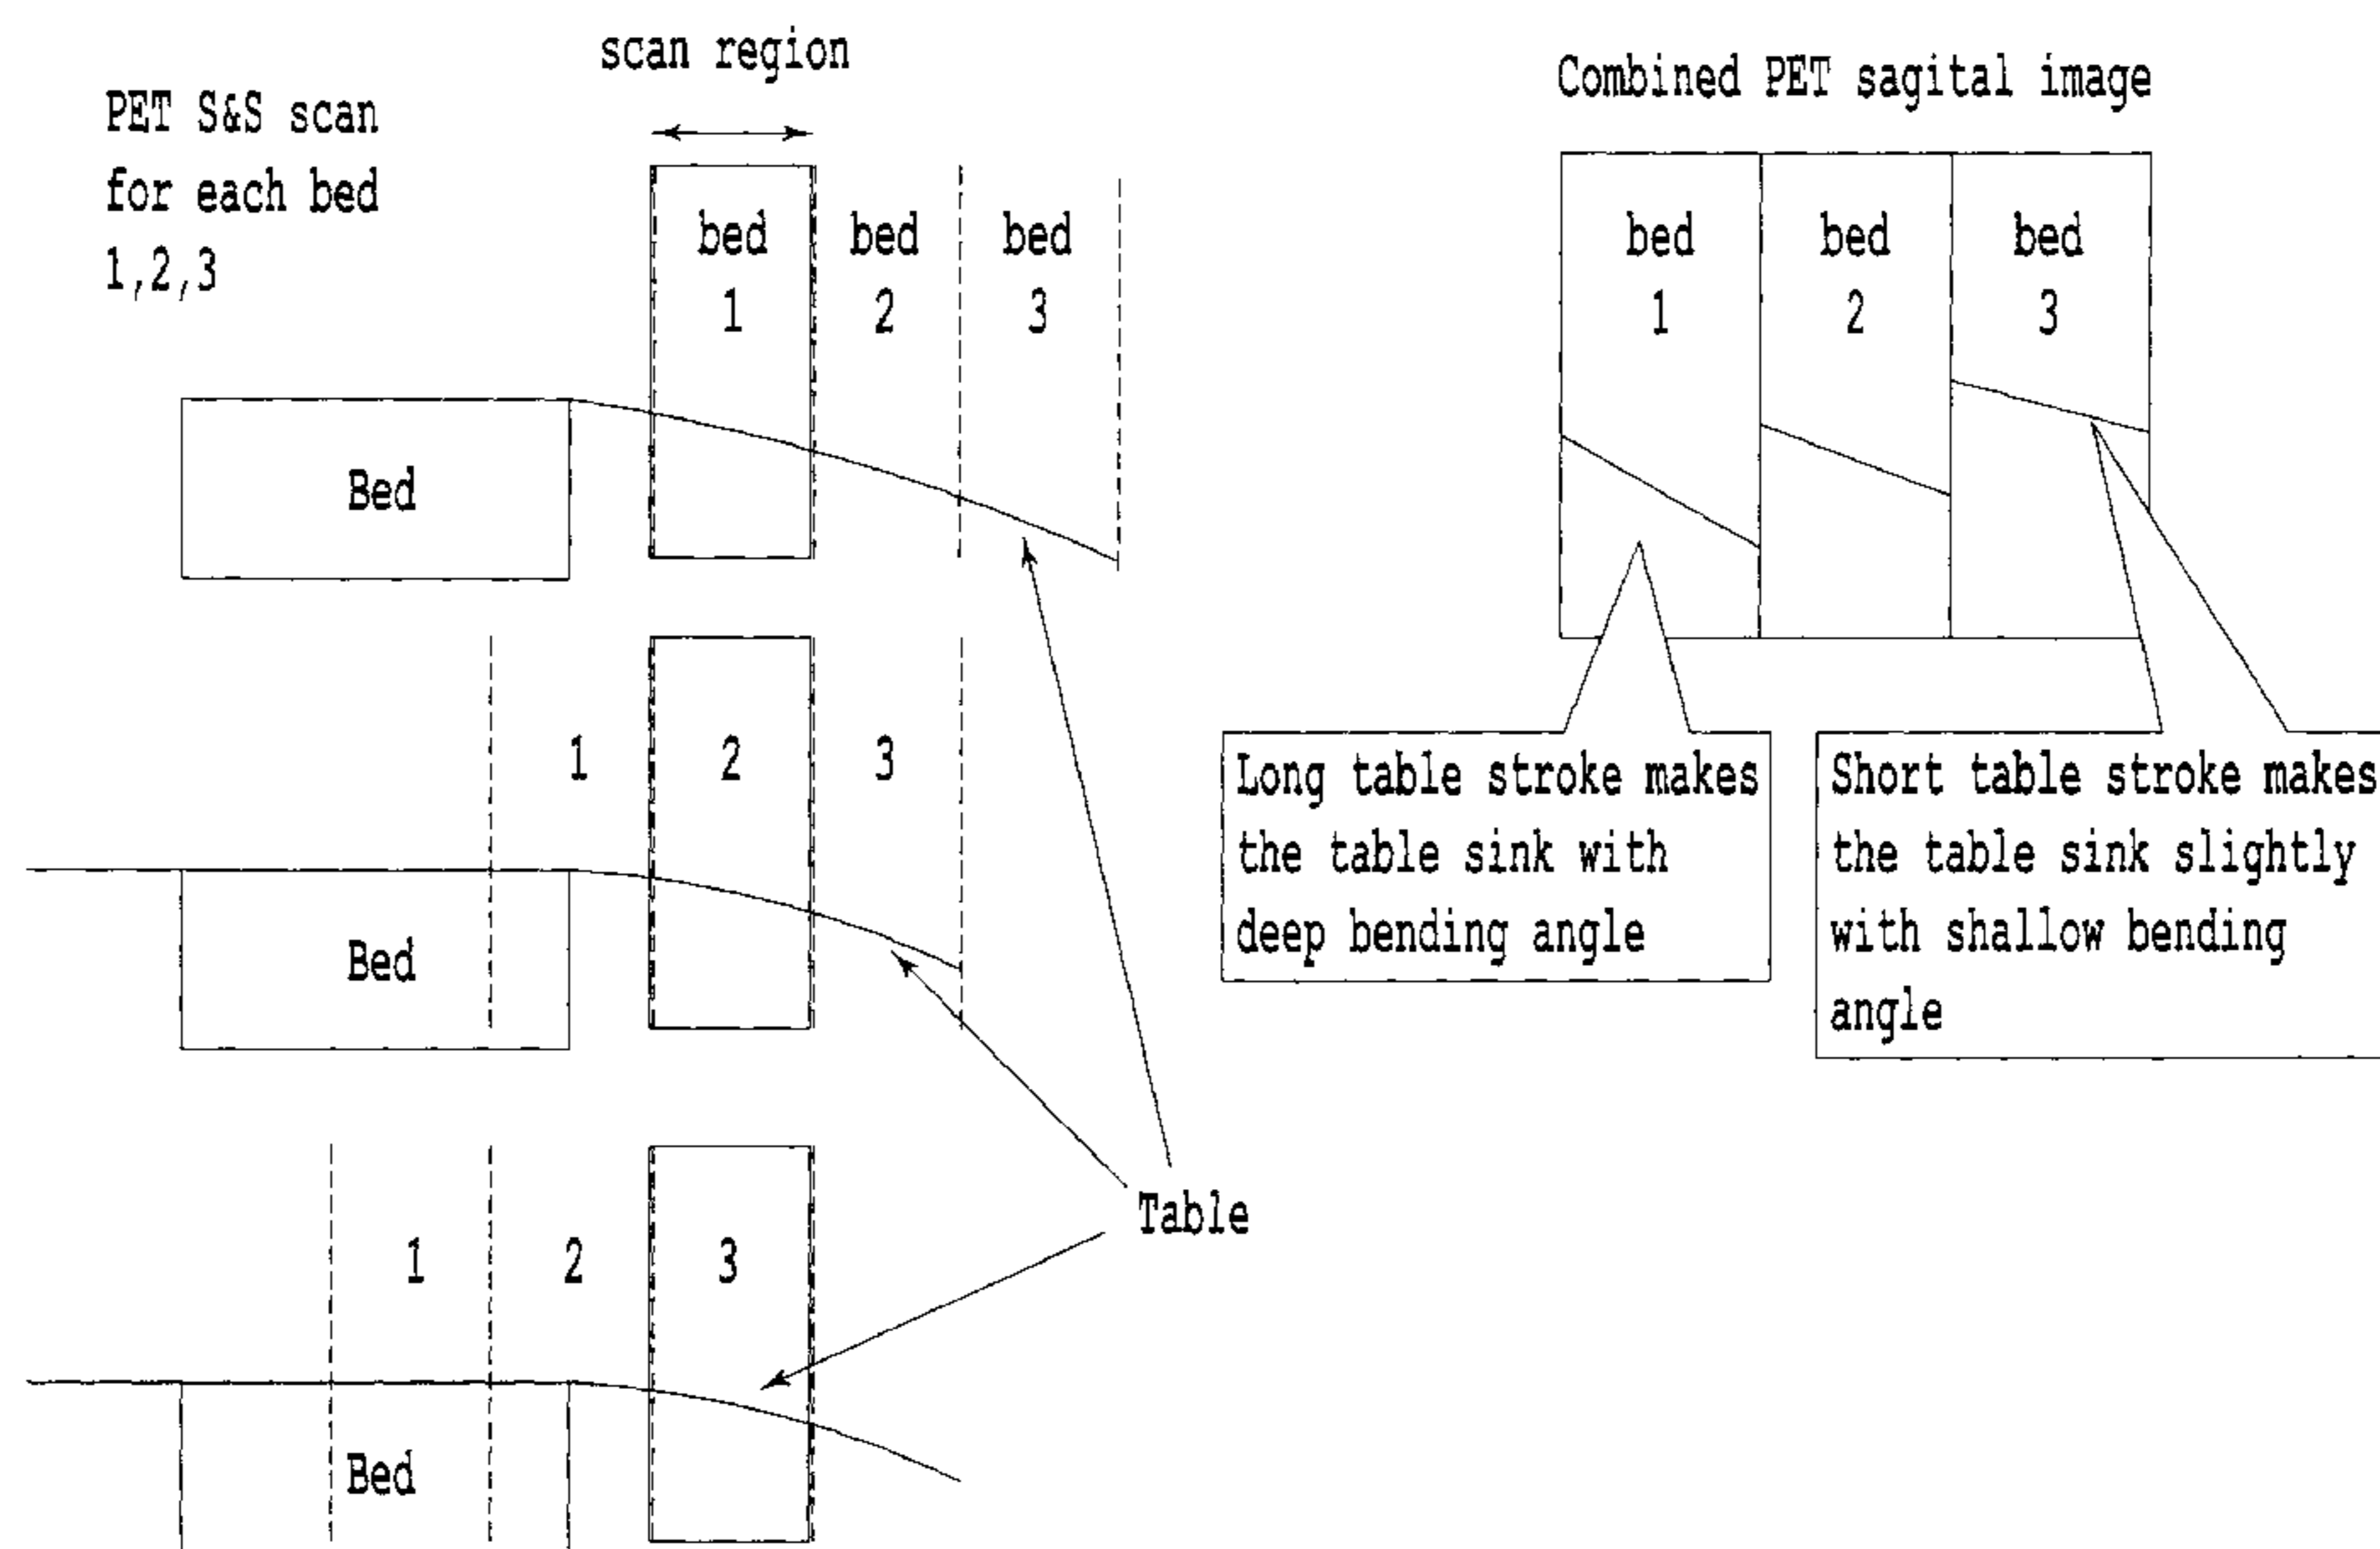 scan region
PET S&S scan
for each bed
1,2,3
bed
1
bed
2
bed
3
Bed
1
2
3
Bed
1
2
3
Bed
Table
Combined PET sagital image
bed
1
bed
2
bed
3
Long table stroke makes
the table sink with
deep bending angle
Short table stroke makes
the table sink slightly
with shallow bending
angle